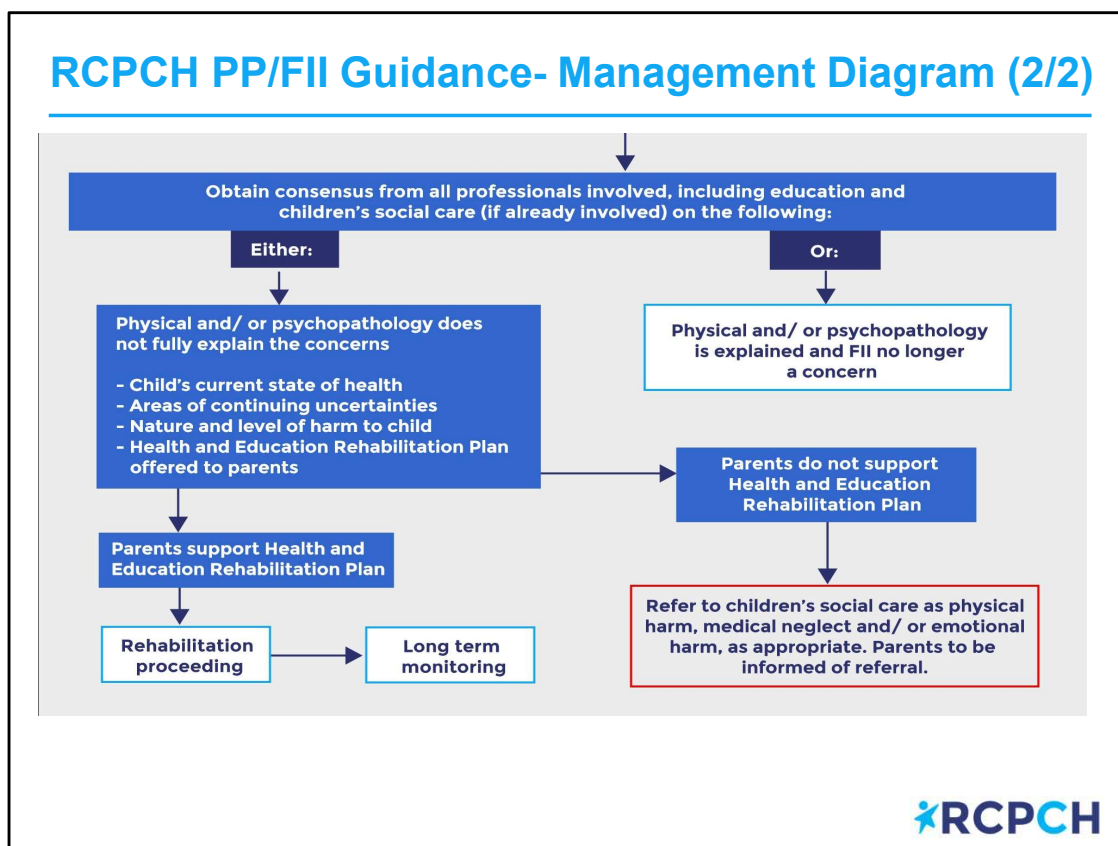 RCPCH PP/FII Guidance- Management Diagram (2/2)
Obtain consensus from all professionals involved, including education and
children's social care (if already involved) on the following:
Either:
Or:
Physical and/ or psychopathology does
not fully explain the concerns
- Child's current state of health
- Areas of continuing uncertainties
- Nature and level of harm to child
- Health and Education Rehabilitation Plan
offered to parents
Physical and/ or psychopathology
is explained and FII no longer
a concern
Parents do not support
Health and Education
Rehabilitation Plan
Parents support Health and
Education Rehabilitation Plan
Refer to children's social care as physical
harm, medical neglect and/ or emotional
harm, as appropriate. Parents to be
informed of referral.
Rehabilitation
proceeding
Long term
monitoring
RCPCH